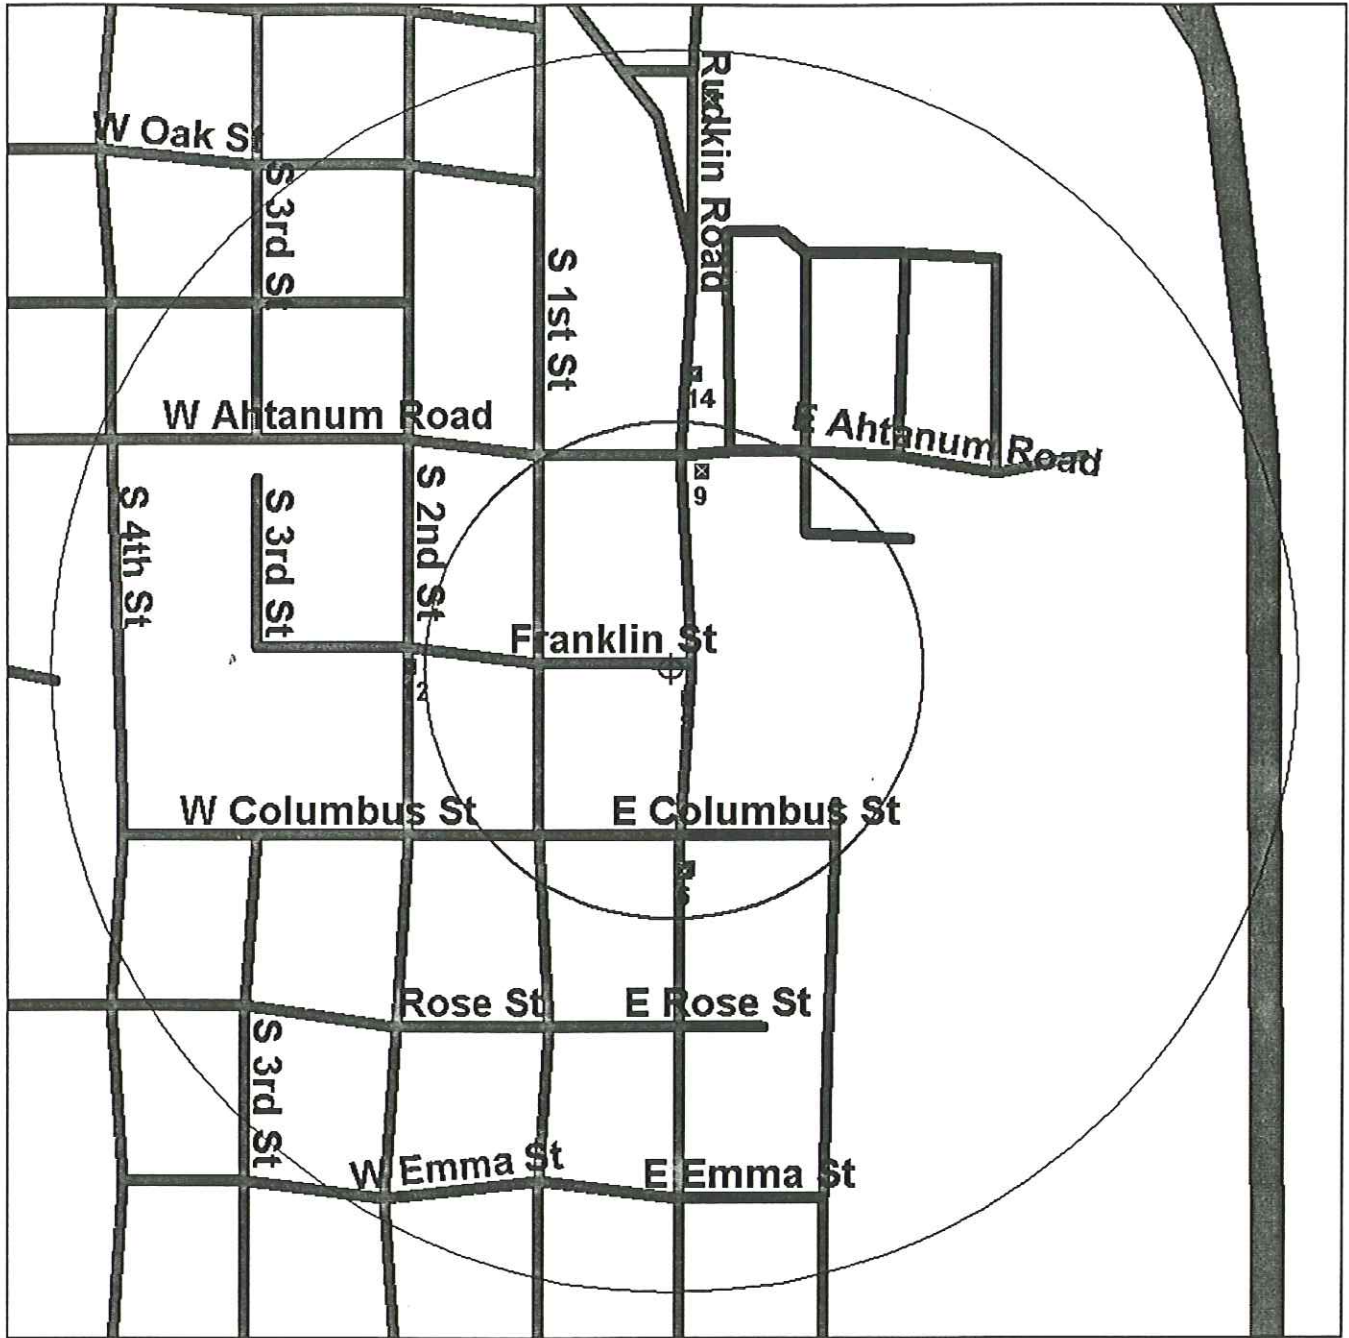 Rudkin Road
W Oak St
S 3rd St
S 1st St
14
W Ahtanum Road
E Ahtanum Road
9
S 4th St
S 3rd St
S 2nd St
Franklin St
2
W Columbus St
E Columbus St
Rose St
E Rose St
S 3rd St
W Emma St
E Emma St